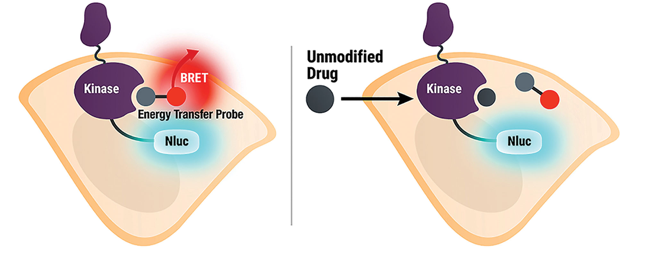 Kinase
BRET
Energy Transfer Probe
Nluc
Unmodified
Drug
Kinase
Nluc